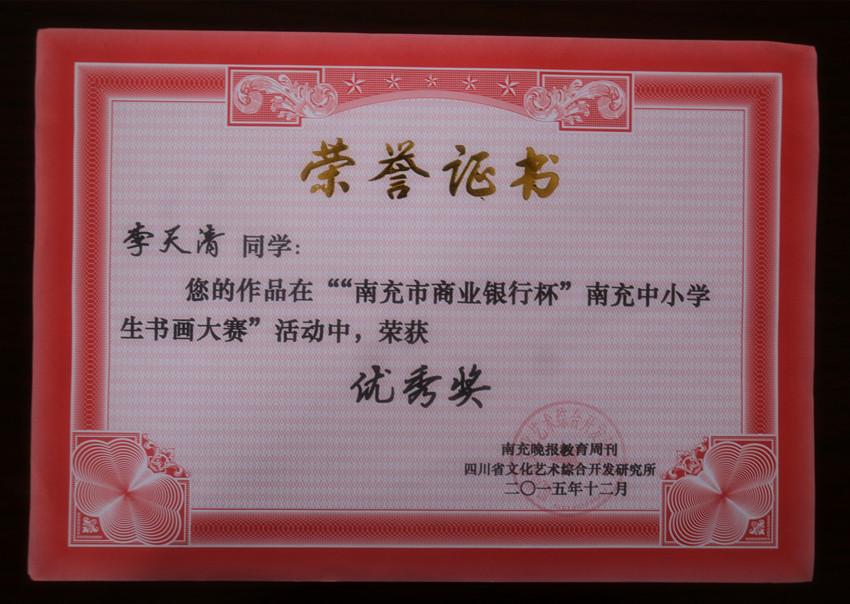 荣誉证书
李天清 同学：
您的作品在““南充市商业银行杯”南充中小学
生书画大赛”活动中，荣获
优秀奖
南充晚报教育周刊
四川省文化艺术综合开发研究所
二〇一五年十二月